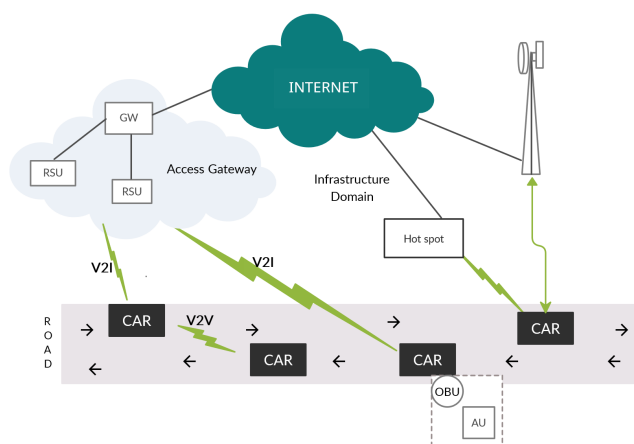 INTERNET
GW
RSU
RSU
Access Gateway
Infrastructure
Domain
Hot spot
V2I
V2I
ROAD
CAR
V2V
CAR
CAR
CAR
OBU
AU